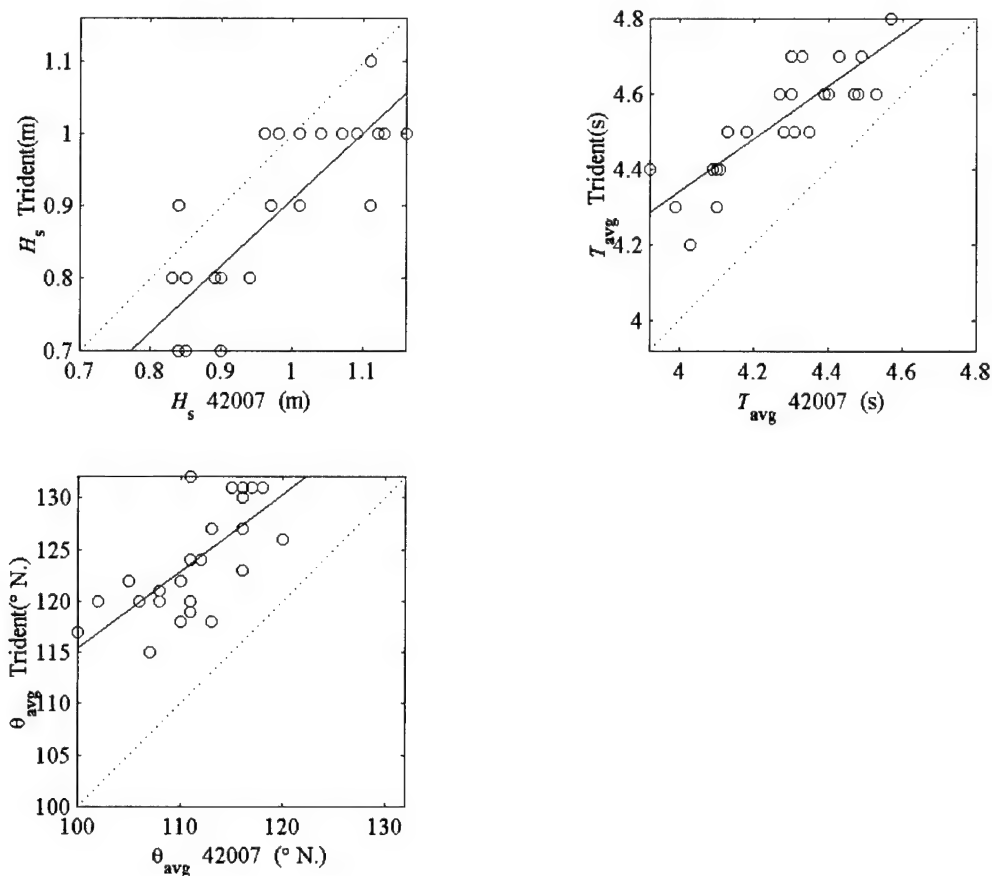 1.1
1
0.9
0.8
0.7
H_s Trident(m)
0.7 0.8 0.9 1 1.1
H_s 42007 (m)
4.8
4.6
4.4
4.2
4
T_avg Trident(s)
4 4.2 4.4 4.6 4.8
T_avg 42007 (s)
130
125
120
115
110
105
100
θ_avg Trident(° N.)
100 110 120 130
θ_avg 42007 (° N.)